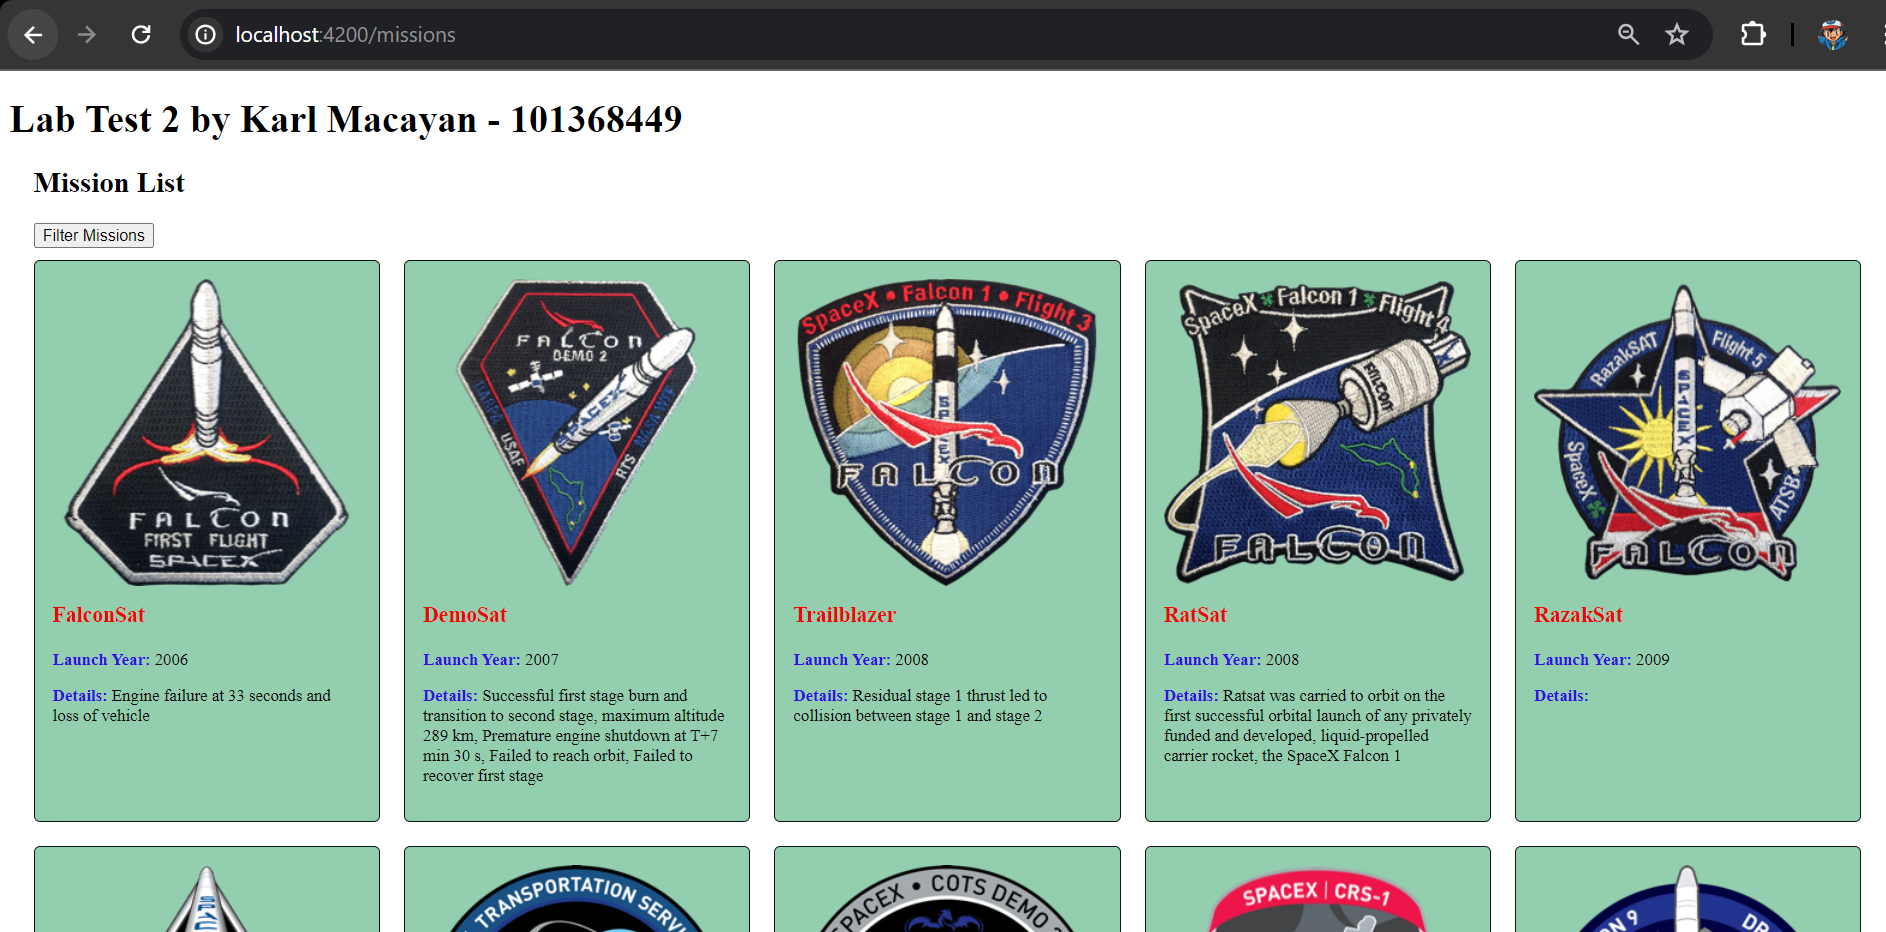 localhost:4200/missions
Lab Test 2 by Karl Macayan - 101368449
Mission List
Filter Missions
FALCON
FIRST FLIGHT
SPACEX
FalconSat
Launch Year: 2006
Details: Engine failure at 33 seconds and
loss of vehicle
FALCON
DEMO 2
SPACEX
USAF
RTS
DemoSat
Launch Year: 2007
Details: Successful first stage burn and
transition to second stage, maximum altitude
289 km, Premature engine shutdown at T+7
min 30 s, Failed to reach orbit, Failed to
recover first stage
SpaceX • Falcon 1 • Flight 3
SPACEX
FALCON
Trailblazer
Launch Year: 2008
Details: Residual stage 1 thrust led to
collision between stage 1 and stage 2
SpaceX Falcon 1 Flight 4
FALCON
RatSat
Launch Year: 2008
Details: Ratsat was carried to orbit on the
first successful orbital launch of any privately
funded and developed, liquid-propelled
carrier rocket, the SpaceX Falcon 1
RazakSAT
Flight 5
SPACEX
SpaceX
ATSB
FALCON
RazakSat
Launch Year: 2009
Details:
TRANSPORTATION SERV
SPACEX • COTS DEMO
SPACEX | CRS-1
ON 9
DR